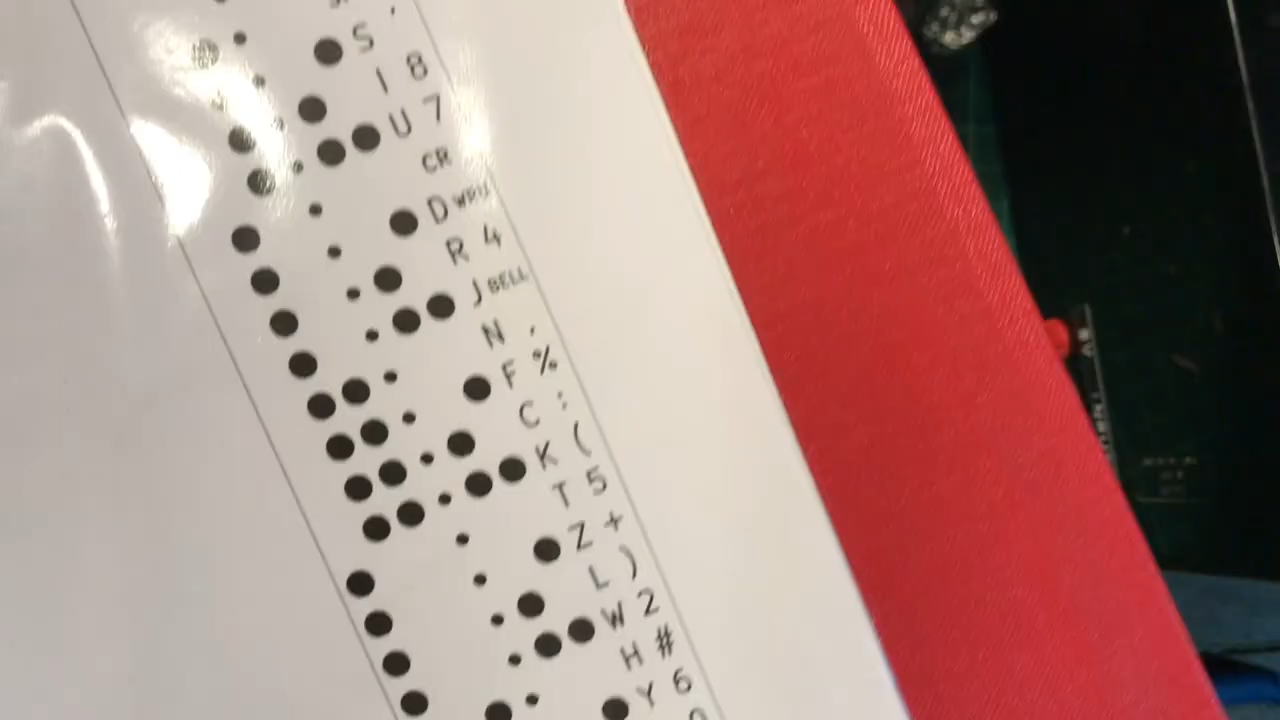 S
I 8
U 7
CR
D WRU
R 4
J BELL
N ,
F %
C :
K (
T 5
Z +
L )
W 2
H #
Y 6